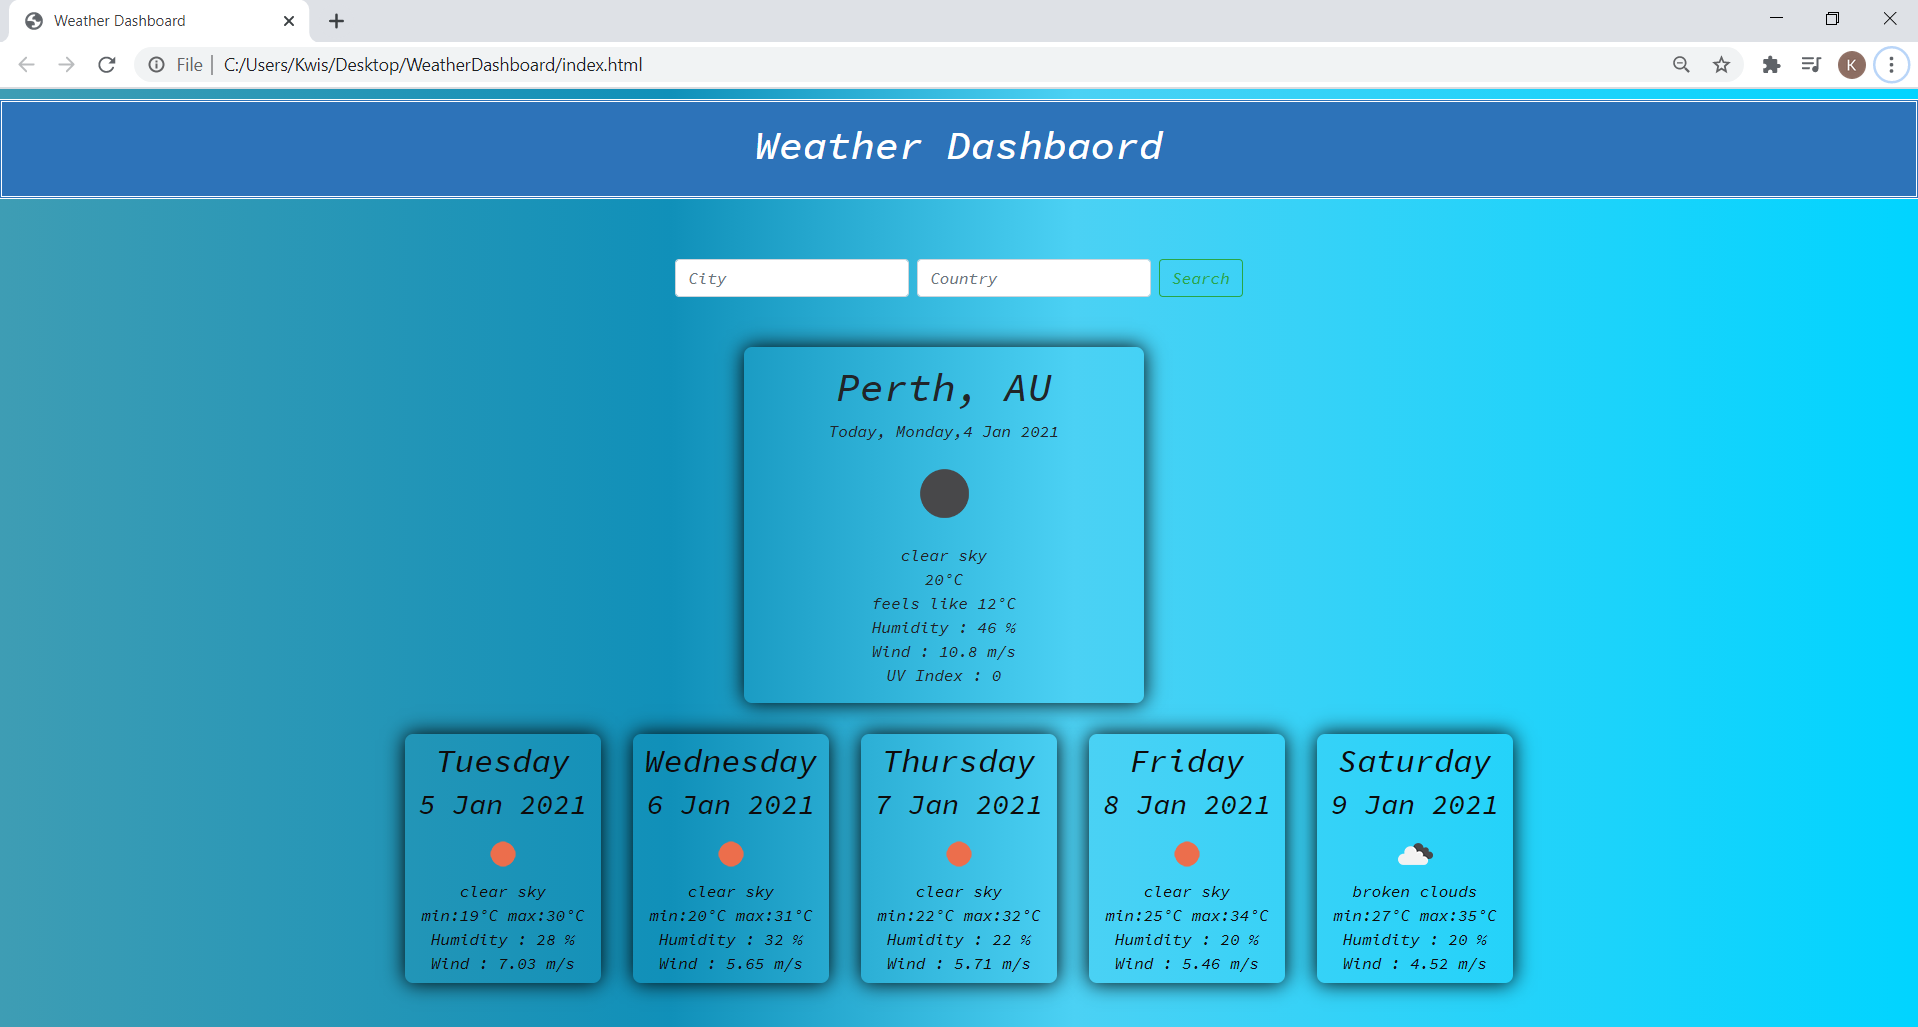 Weather Dashboard
File | C:/Users/Kwis/Desktop/WeatherDashboard/index.html
K
Weather Dashbaord
City
Country
Search
Perth, AU
Today, Monday,4 Jan 2021
clear sky
20°C
feels like 12°C
Humidity : 46 %
Wind : 10.8 m/s
UV Index : 0
Tuesday
5 Jan 2021
clear sky
min:19°C max:30°C
Humidity : 28 %
Wind : 7.03 m/s
Wednesday
6 Jan 2021
clear sky
min:20°C max:31°C
Humidity : 32 %
Wind : 5.65 m/s
Thursday
7 Jan 2021
clear sky
min:22°C max:32°C
Humidity : 22 %
Wind : 5.71 m/s
Friday
8 Jan 2021
clear sky
min:25°C max:34°C
Humidity : 20 %
Wind : 5.46 m/s
Saturday
9 Jan 2021
broken clouds
min:27°C max:35°C
Humidity : 20 %
Wind : 4.52 m/s